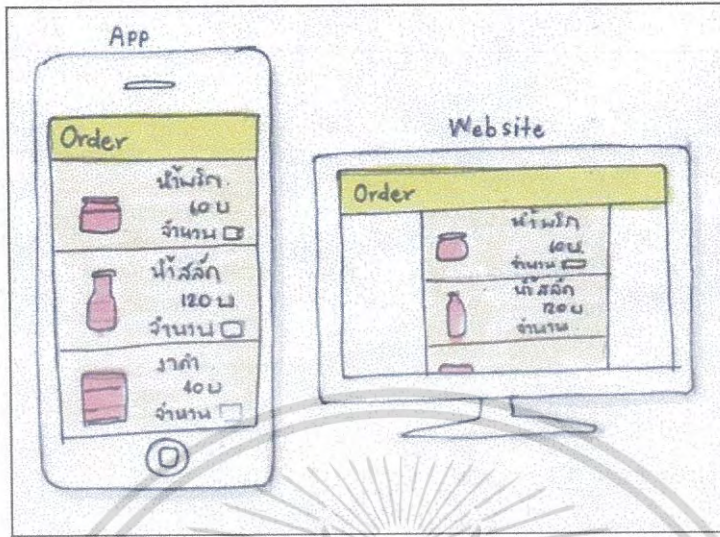 App
Order
น้ำพริก
60 บ
จำนวน
น้ำสลัด
120 บ
จำนวน
งาดำ
40 บ
จำนวน
Website
Order
น้ำพริก
60 บ.
จำนวน
น้ำสลัด
120 บ
จำนวน